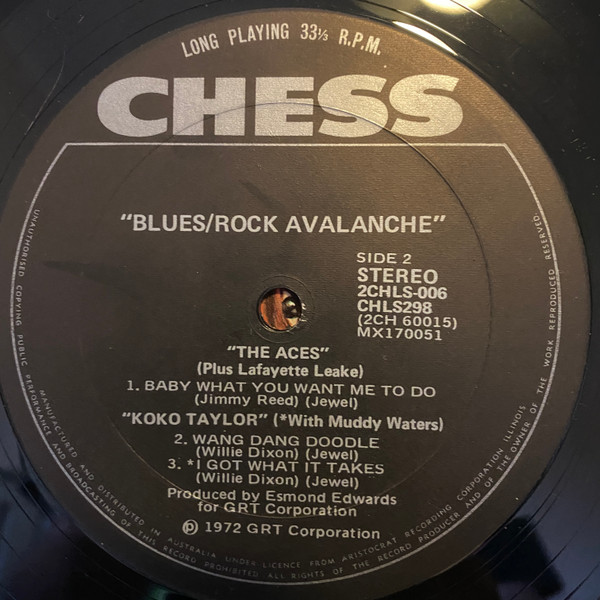 LONG PLAYING 33⅓ R.P.M.
CHESS
"BLUES/ROCK AVALANCHE"
SIDE 2
STEREO
2CHLS-006
CHLS298
(2CH 60015)
MX170051
"THE ACES"
(Plus Lafayette Leake)
1. BABY WHAT YOU WANT ME TO DO
(Jimmy Reed) (Jewel)
"KOKO TAYLOR" (*With Muddy Waters)
2. WANG DANG DOODLE
(Willie Dixon) (Jewel)
3. *I GOT WHAT IT TAKES
(Willie Dixon) (Jewel)
Produced by Esmond Edwards
for GRT Corporation
℗ 1972 GRT Corporation
MANUFACTURED AND DISTRIBUTED IN AUSTRALIA UNDER LICENCE FROM ARISTOCRAT RECORDING CORPORATION ILLINOIS
UNAUTHORISED COPYING PUBLIC PERFORMANCE AND BROADCASTING OF THIS RECORD PROHIBITED ALL RIGHTS OF THE RECORD PRODUCER AND OF THE OWNER OF THE WORK REPRODUCED RESERVED